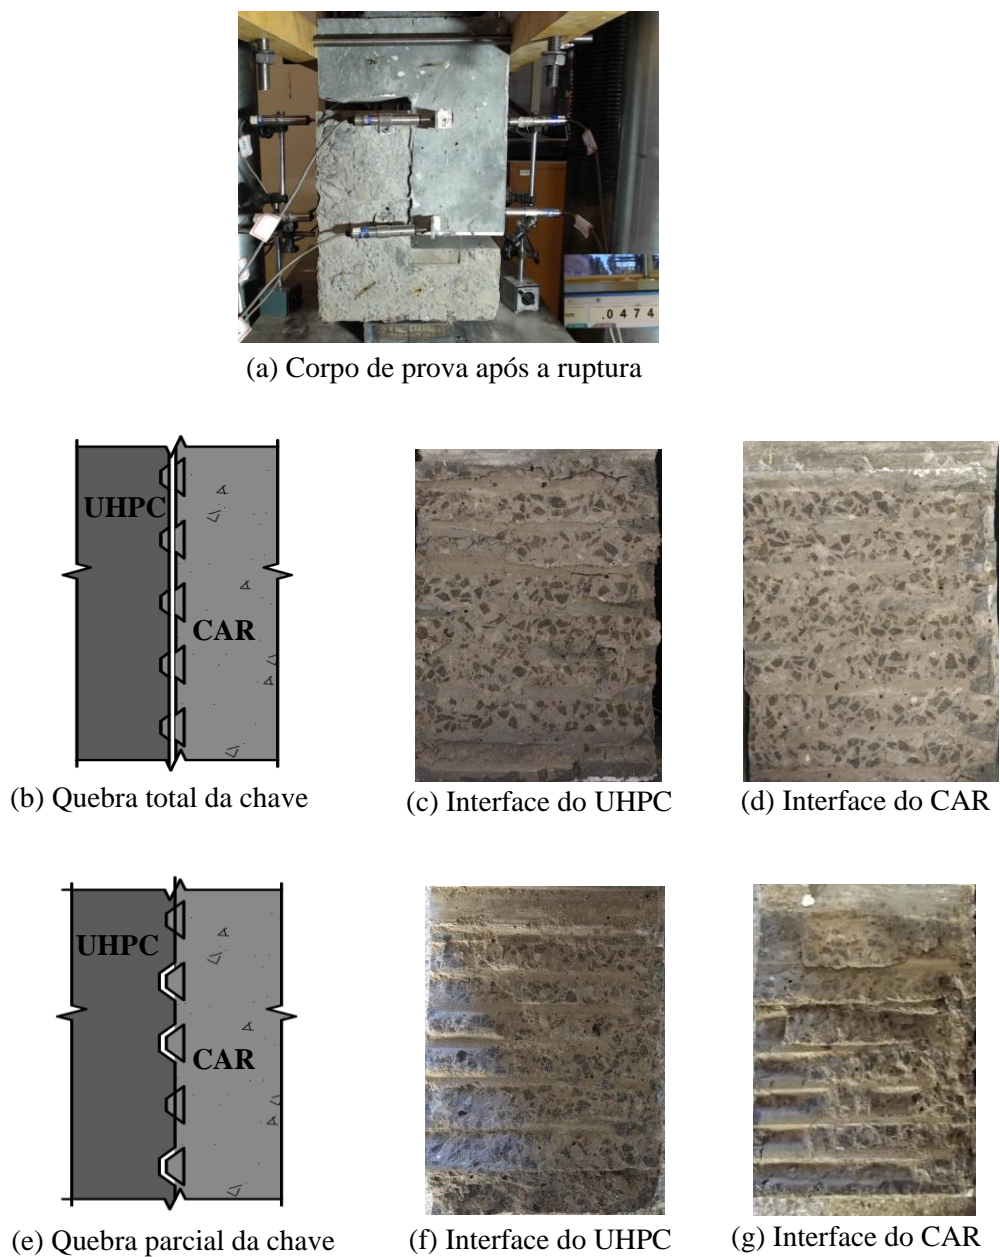 .0474
(a) Corpo de prova após a ruptura
UHPC
CAR
(b) Quebra total da chave
(c) Interface do UHPC
(d) Interface do CAR
UHPC
CAR
(e) Quebra parcial da chave
(f) Interface do UHPC
(g) Interface do CAR